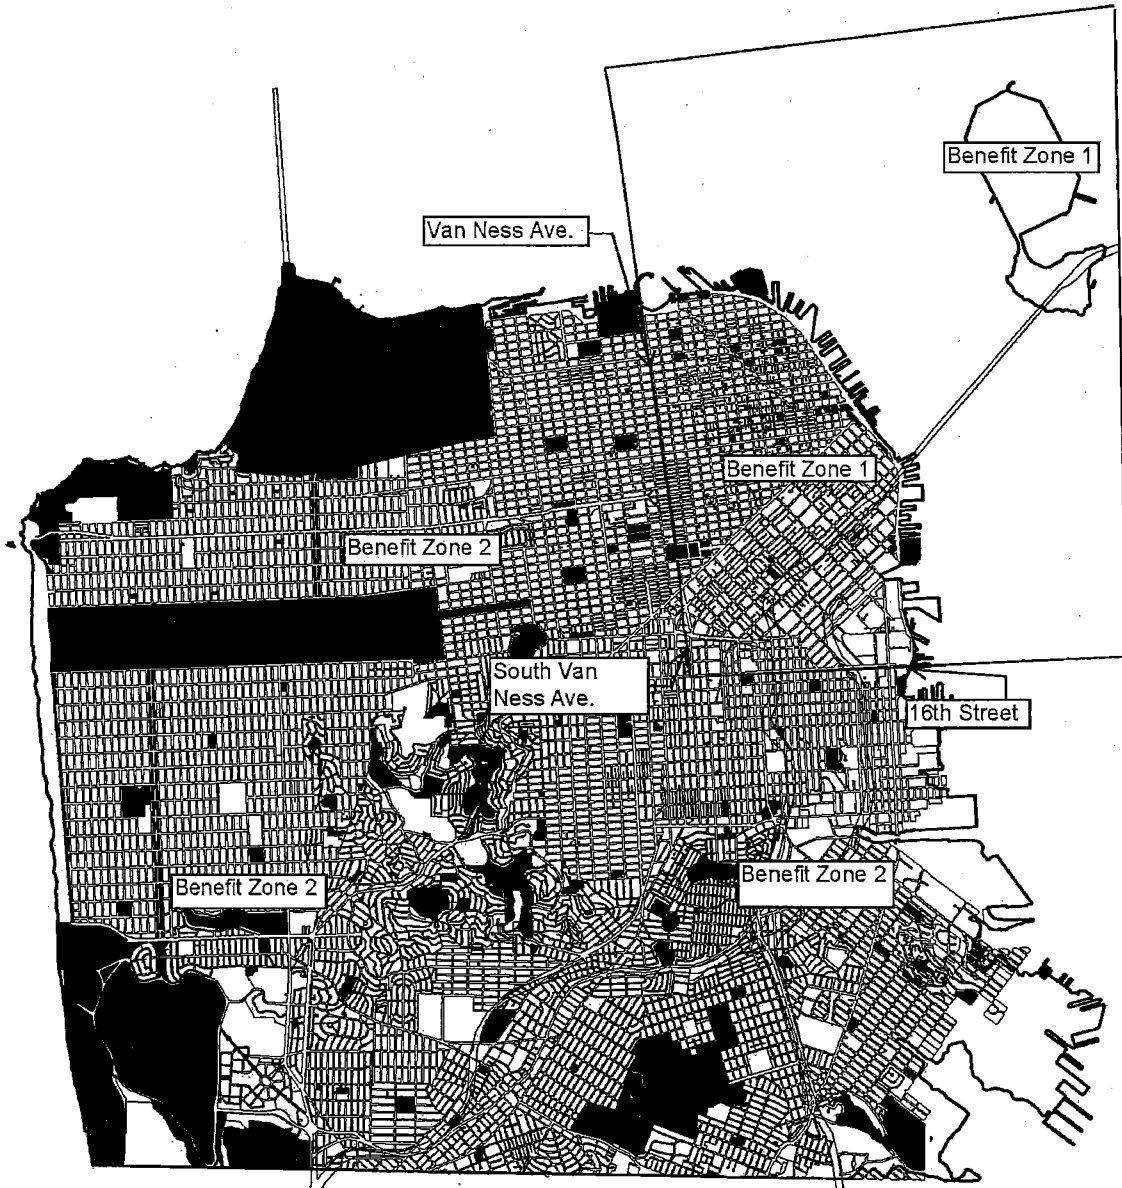 Benefit Zone 1
Van Ness Ave.
Benefit Zone 1
Benefit Zone 2
South Van
Ness Ave.
16th Street
Benefit Zone 2
Benefit Zone 2